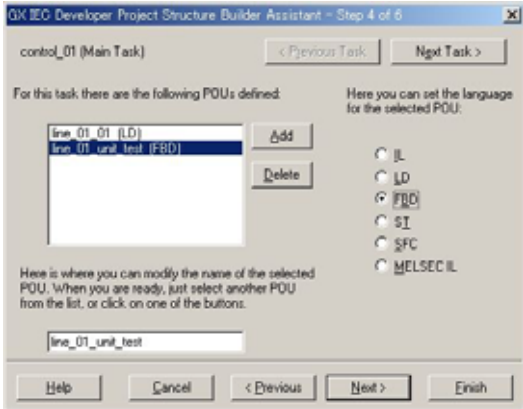 GX IEC Developer Project Structure Builder Assistant - Step 4 of 6
control_01 (Main Task)
< Previous Task
Next Task >
For this task there are the following POUs defined:
line_01_01 (LD)
line_01_unit_test (FBD)
Add
Delete
Here you can set the language
for the selected POU:
IL
LD
FBD
ST
SFC
MELSEC IL
Here is where you can modify the name of the selected
POU. When you are ready, just select another POU
from the list, or click on one of the buttons.
line_01_unit_test
Help
Cancel
< Previous
Next >
Finish